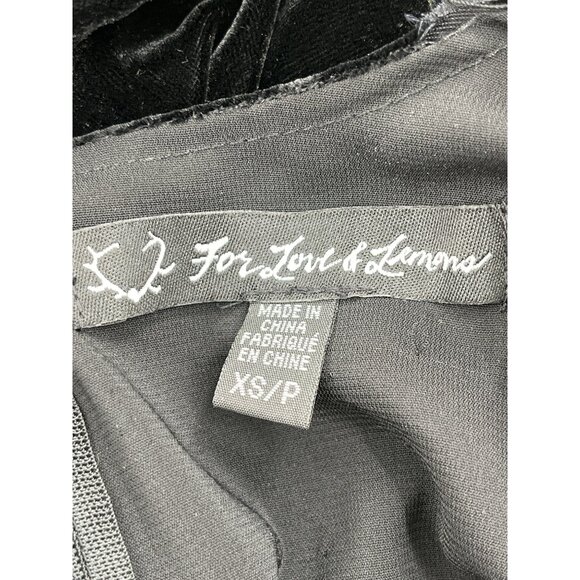 For Love & Lemons
MADE IN
CHINA
FABRIQUÉ
EN CHINE
XS/P